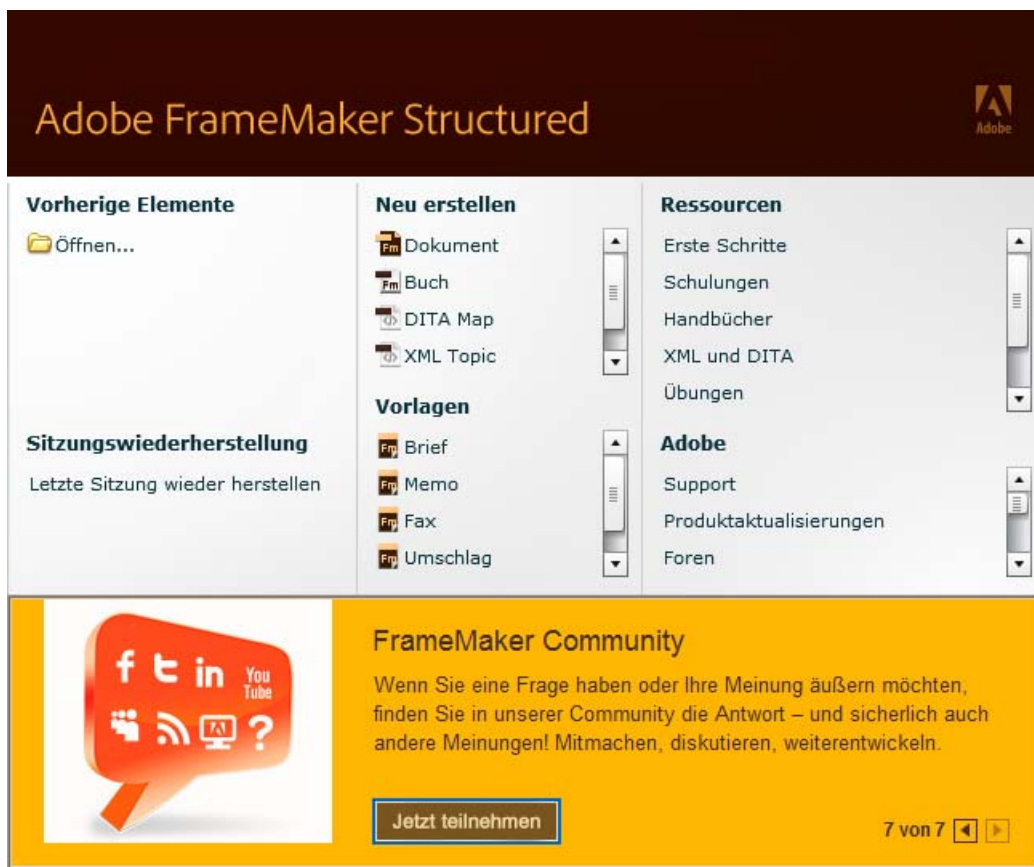 Adobe FrameMaker Structured
Adobe
Vorherige Elemente
Öffnen...
Sitzungswiederherstellung
Letzte Sitzung wieder herstellen
Neu erstellen
Fm Dokument
Fm Buch
DITA Map
XML Topic
Vorlagen
Fm Brief
Fm Memo
Fm Fax
Fm Umschlag
Ressourcen
Erste Schritte
Schulungen
Handbücher
XML und DITA
Übungen
Adobe
Support
Produktaktualisierungen
Foren
f t in You
Tube
?
FrameMaker Community
Wenn Sie eine Frage haben oder Ihre Meinung äußern möchten,
finden Sie in unserer Community die Antwort – und sicherlich auch
andere Meinungen! Mitmachen, diskutieren, weiterentwickeln.
Jetzt teilnehmen
7 von 7